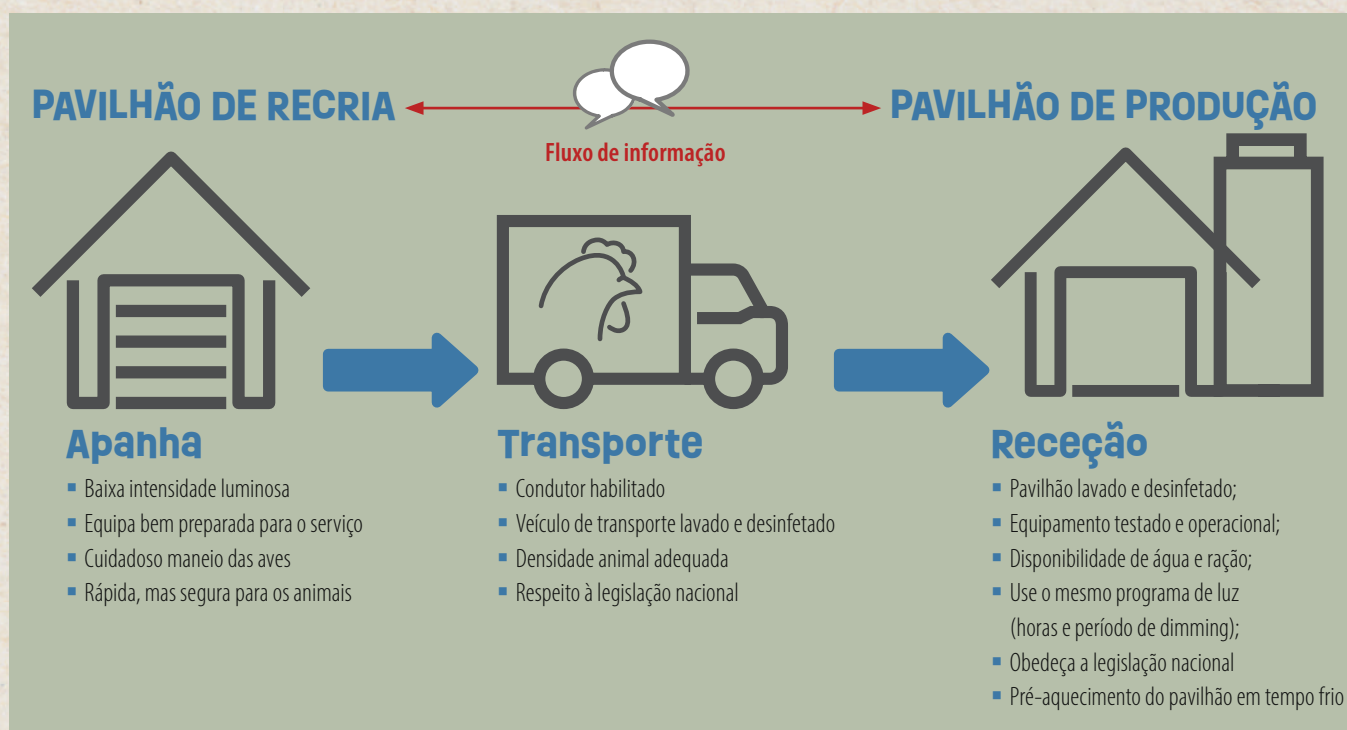 PAVILHÃO DE RECRIA
PAVILHÃO DE PRODUÇÃO
Fluxo de informação
Apanha
▪ Baixa intensidade luminosa
▪ Equipa bem preparada para o serviço
▪ Cuidadoso maneio das aves
▪ Rápida, mas segura para os animais
Transporte
▪ Condutor habilitado
▪ Veículo de transporte lavado e desinfetado
▪ Densidade animal adequada
▪ Respeito à legislação nacional
Receção
▪ Pavilhão lavado e desinfetado;
▪ Equipamento testado e operacional;
▪ Disponibilidade de água e ração;
▪ Use o mesmo programa de luz
(horas e período de dimming);
▪ Obedeça a legislação nacional
▪ Pré-aquecimento do pavilhão em tempo frio